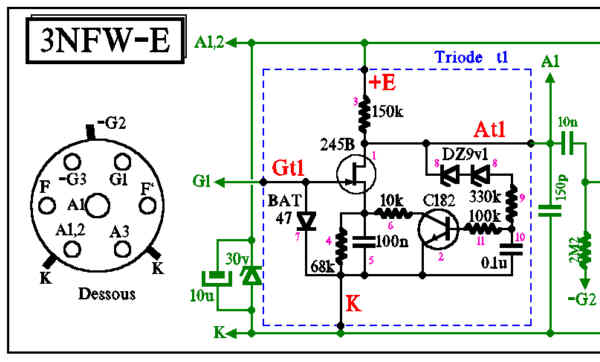 3NFW-E
A1,2
Triode t1
A1
+E
3
150k
At1
10n
245B
1
DZ9v1
8
8
-G2
-G3
G1
Gt1
F
F'
A1
G1
BAT
47
7
10k
6
C182
330k
9
150p
A1,2
A3
100k
11
10
4
100n
5
2
0.1u
68k
2M2
K
K
30v
10u
K
-G2
Dessous
K